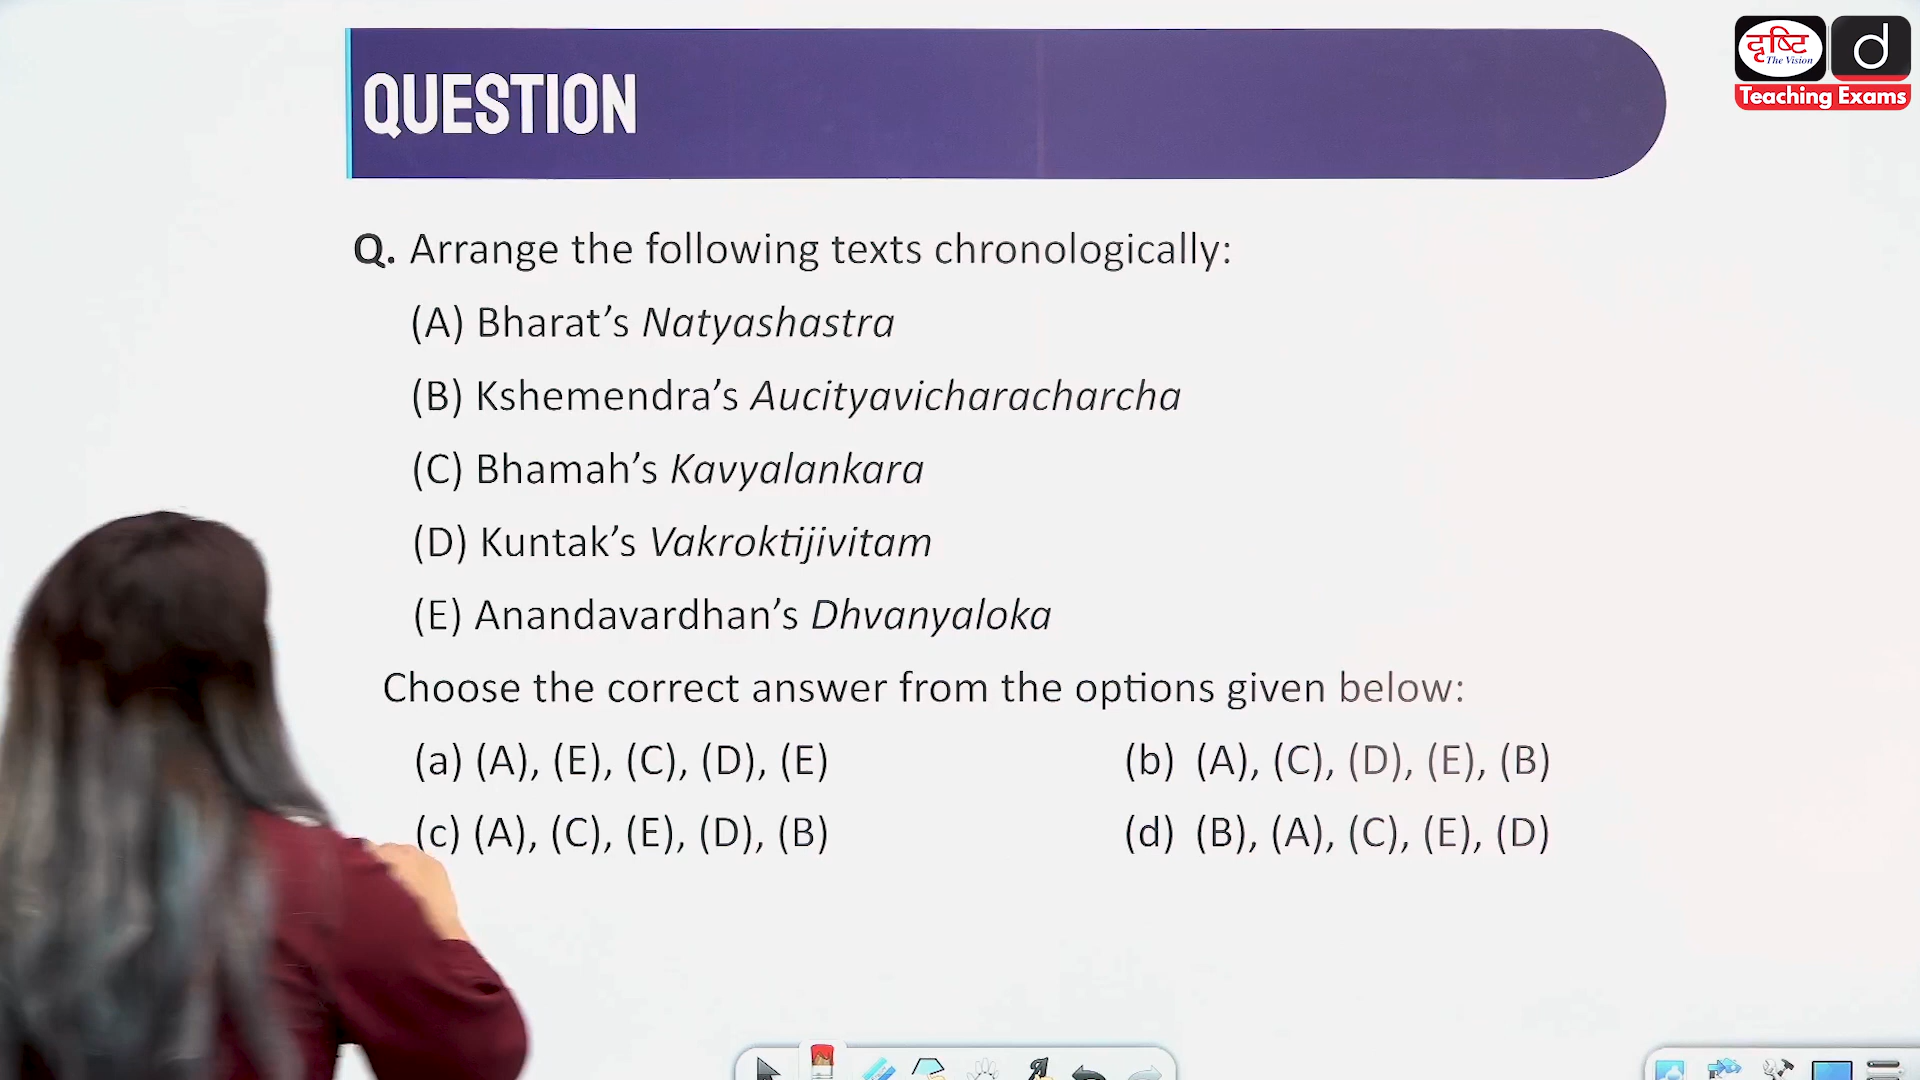 दृष्टि
The Vision
d
Teaching Exams
QUESTION
Q. Arrange the following texts chronologically:
(A) Bharat’s Natyashastra
(B) Kshemendra’s Aucityavicharacharcha
(C) Bhamah’s Kavyalankara
(D) Kuntak’s Vakroktijivitam
(E) Anandavardhan’s Dhvanyaloka
Choose the correct answer from the options given below:
(a) (A), (E), (C), (D), (E)
(b) (A), (C), (D), (E), (B)
(c) (A), (C), (E), (D), (B)
(d) (B), (A), (C), (E), (D)